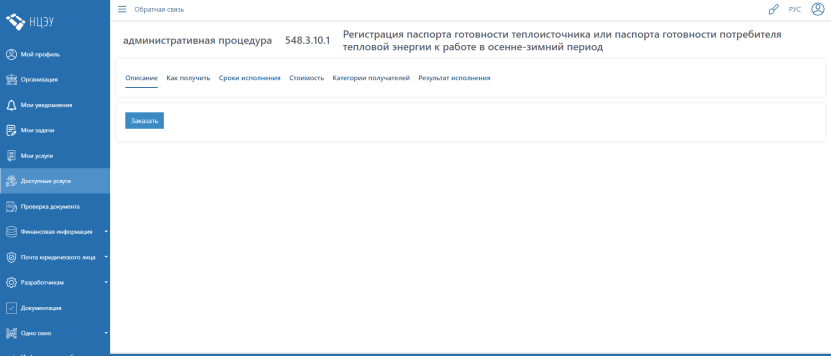 НЦЭУ
Мой профиль
Организация
Мои уведомления
Мои задачи
Мои услуги
Доступные услуги
Проверка документа
Финансовая информация
Почта юридического лица
Разработчикам
Документация
Одно окно
Обратная связь
РУС
административная процедура 548.3.10.1 Регистрация паспорта готовности теплоисточника или паспорта готовности потребителя
тепловой энергии к работе в осенне-зимний период
Описание Как получить Сроки исполнения Стоимость Категории получателей Результат исполнения
Заказать